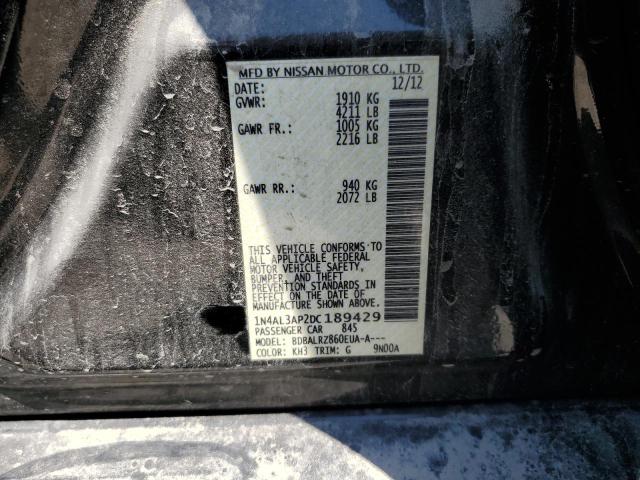 MFD BY NISSAN MOTOR CO., LTD.
DATE: 12/12
GVWR: 1910 KG
4211 LB
GAWR FR.: 1005 KG
2216 LB
GAWR RR.: 940 KG
2072 LB
THIS VEHICLE CONFORMS TO
ALL APPLICABLE FEDERAL
MOTOR VEHICLE SAFETY,
BUMPER, AND THEFT
PREVENTION STANDARDS
IN EFFECT ON THE DATE OF
MANUFACTURE SHOWN ABOVE.
1N4AL3AP2DC189429
PASSENGER CAR 845
MODEL: BDBALRZ860EUA-A---
COLOR: KH3 TRIM: G 9N00A